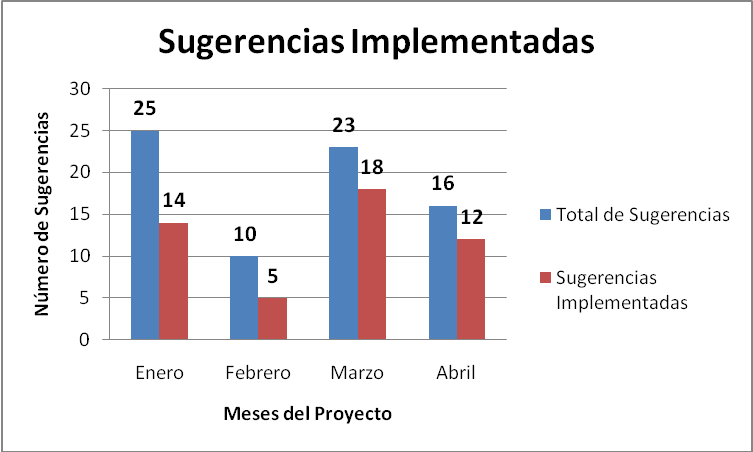 Sugerencias Implementadas
Número de Sugerencias
30
25
20
15
10
5
0
25
14
10
5
23
18
16
12
Enero
Febrero
Marzo
Abril
Meses del Proyecto
Total de Sugerencias
Sugerencias
Implementadas